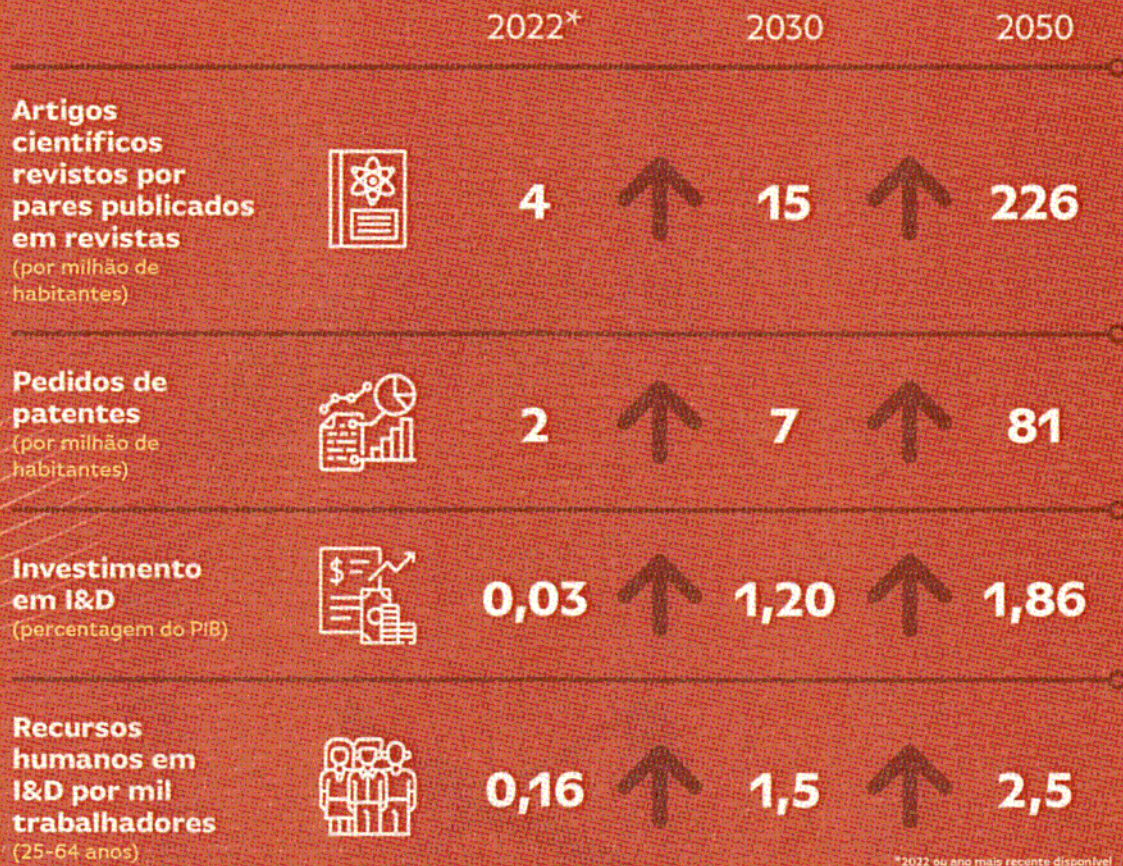 2022* 2030 2050
Artigos
científicos
revistos por
pares publicados
em revistas
(por milhão de
habitantes)
4 15 226
Pedidos de
patentes
(por milhão de
habitantes)
2 7 81
Investimento
em I&D
(percentagem do PIB)
$
0,03 1,20 1,86
Recursos
humanos em
I&D por mil
trabalhadores
(25-64 anos)
0,16 1,5 2,5
*2022 ou ano mais recente disponível